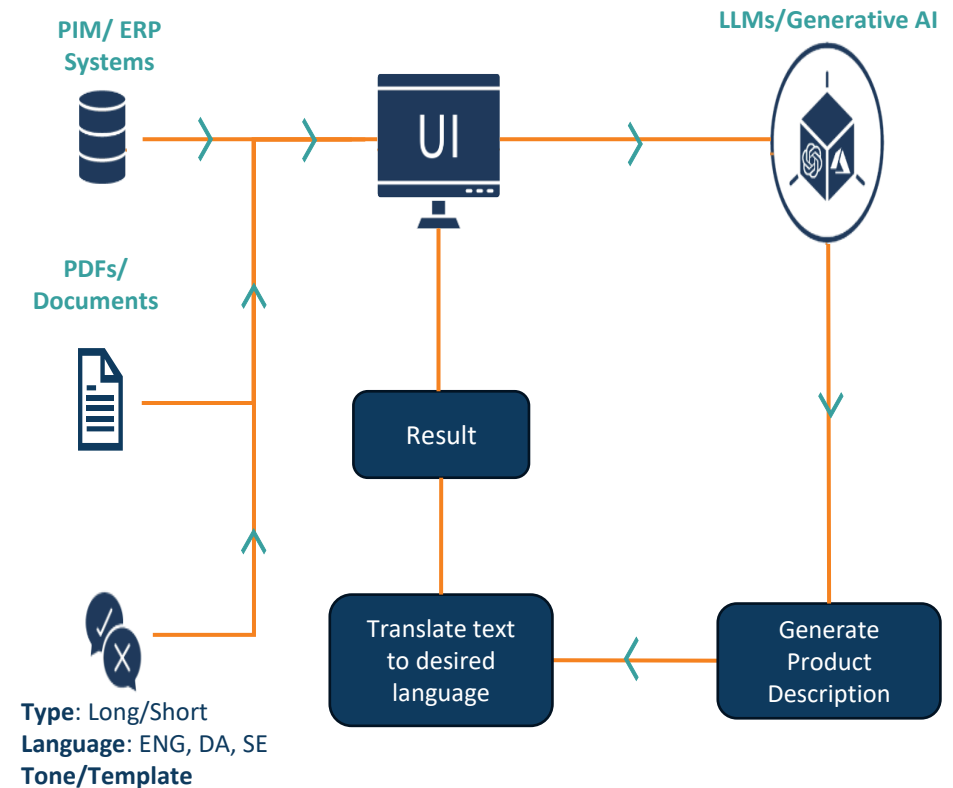 PIM/ ERP
Systems
LLMs/Generative AI
UI
PDFs/
Documents
Result
Translate text
to desired
language
Generate
Product
Description
Type: Long/Short
Language: ENG, DA, SE
Tone/Template